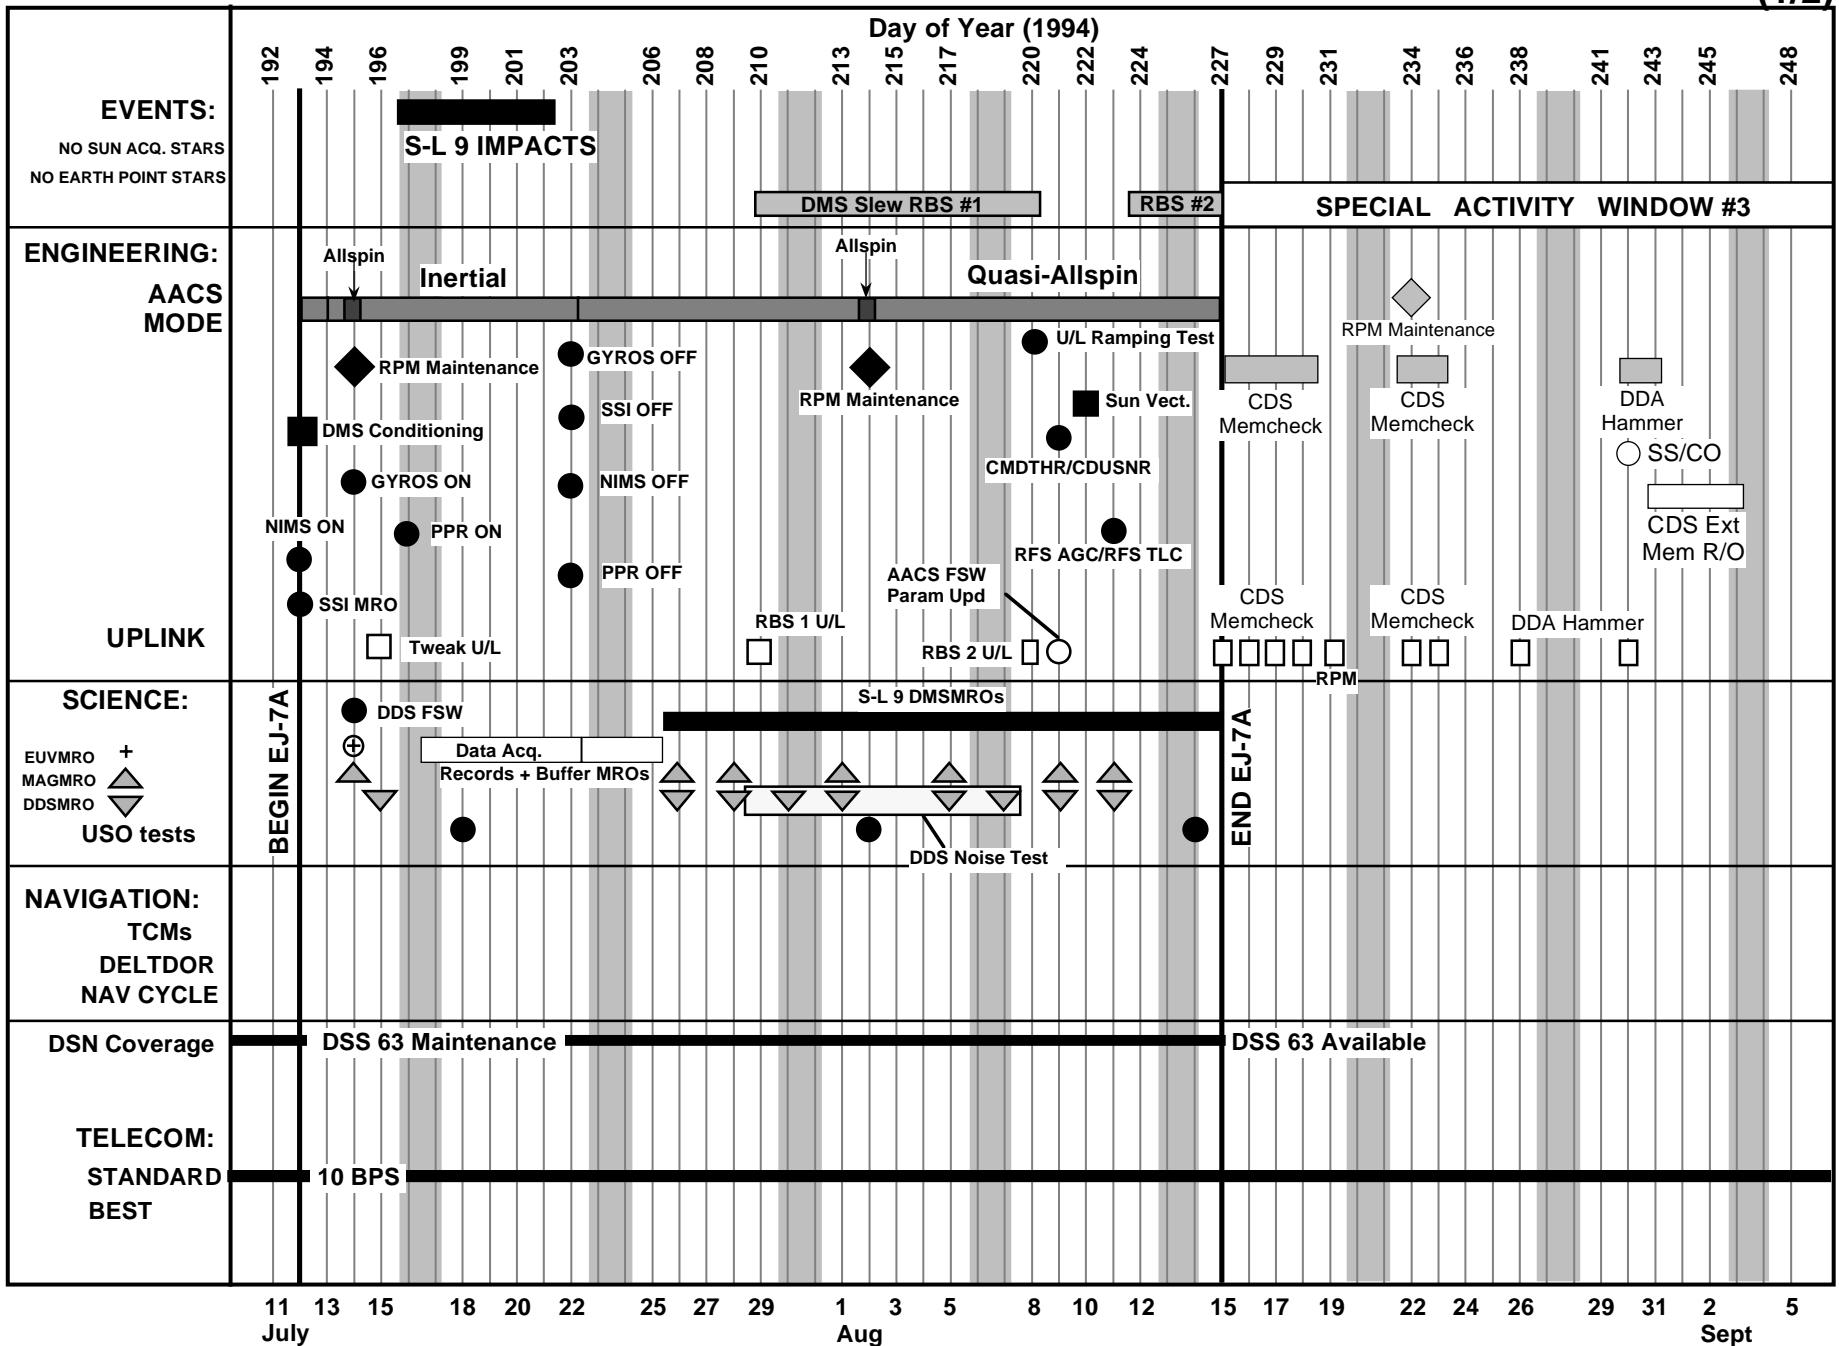 Day of Year (1994)
192 194 196 199 201 203 206 208 210 213 215 217 220 222 224 227 229 231 234 236 238 241 243 245 248
EVENTS:
S-L 9 IMPACTS
NO SUN ACQ. STARS
NO EARTH POINT STARS
DMS Slew RBS #1
RBS #2
SPECIAL ACTIVITY WINDOW #3
ENGINEERING:
Allspin
Allspin
Inertial
Quasi-Allspin
AACS
MODE
RPM Maintenance
U/L Ramping Test
GYROS OFF
RPM Maintenance
RPM Maintenance
SSI OFF
Sun Vect.
CDS
Memcheck
CDS
Memcheck
DDA
Hammer
DMS Conditioning
SS/CO
CMDTHR/CDUSNR
GYROS ON
NIMS OFF
NIMS ON
PPR ON
CDS Ext
Mem R/O
RFS AGC/RFS TLC
PPR OFF
AACS FSW
Param Upd
SSI MRO
CDS
Memcheck
CDS
Memcheck
RBS 1 U/L
DDA Hammer
UPLINK
Tweak U/L
RBS 2 U/L
RPM
SCIENCE:
S-L 9 DMSMROs
DDS FSW
BEGIN EJ-7A
END EJ-7A
EUVMRO +
Data Acq.
Records + Buffer MROs
MAGMRO
DDSMRO
USO tests
DDS Noise Test
NAVIGATION:
TCMs
DELTDOR
NAV CYCLE
DSN Coverage
DSS 63 Maintenance
DSS 63 Available
TELECOM:
STANDARD
10 BPS
BEST
11 13 15 18 20 22 25 27 29 1 3 5 8 10 12 15 17 19 22 24 26 29 31 2 5
July Aug Sept